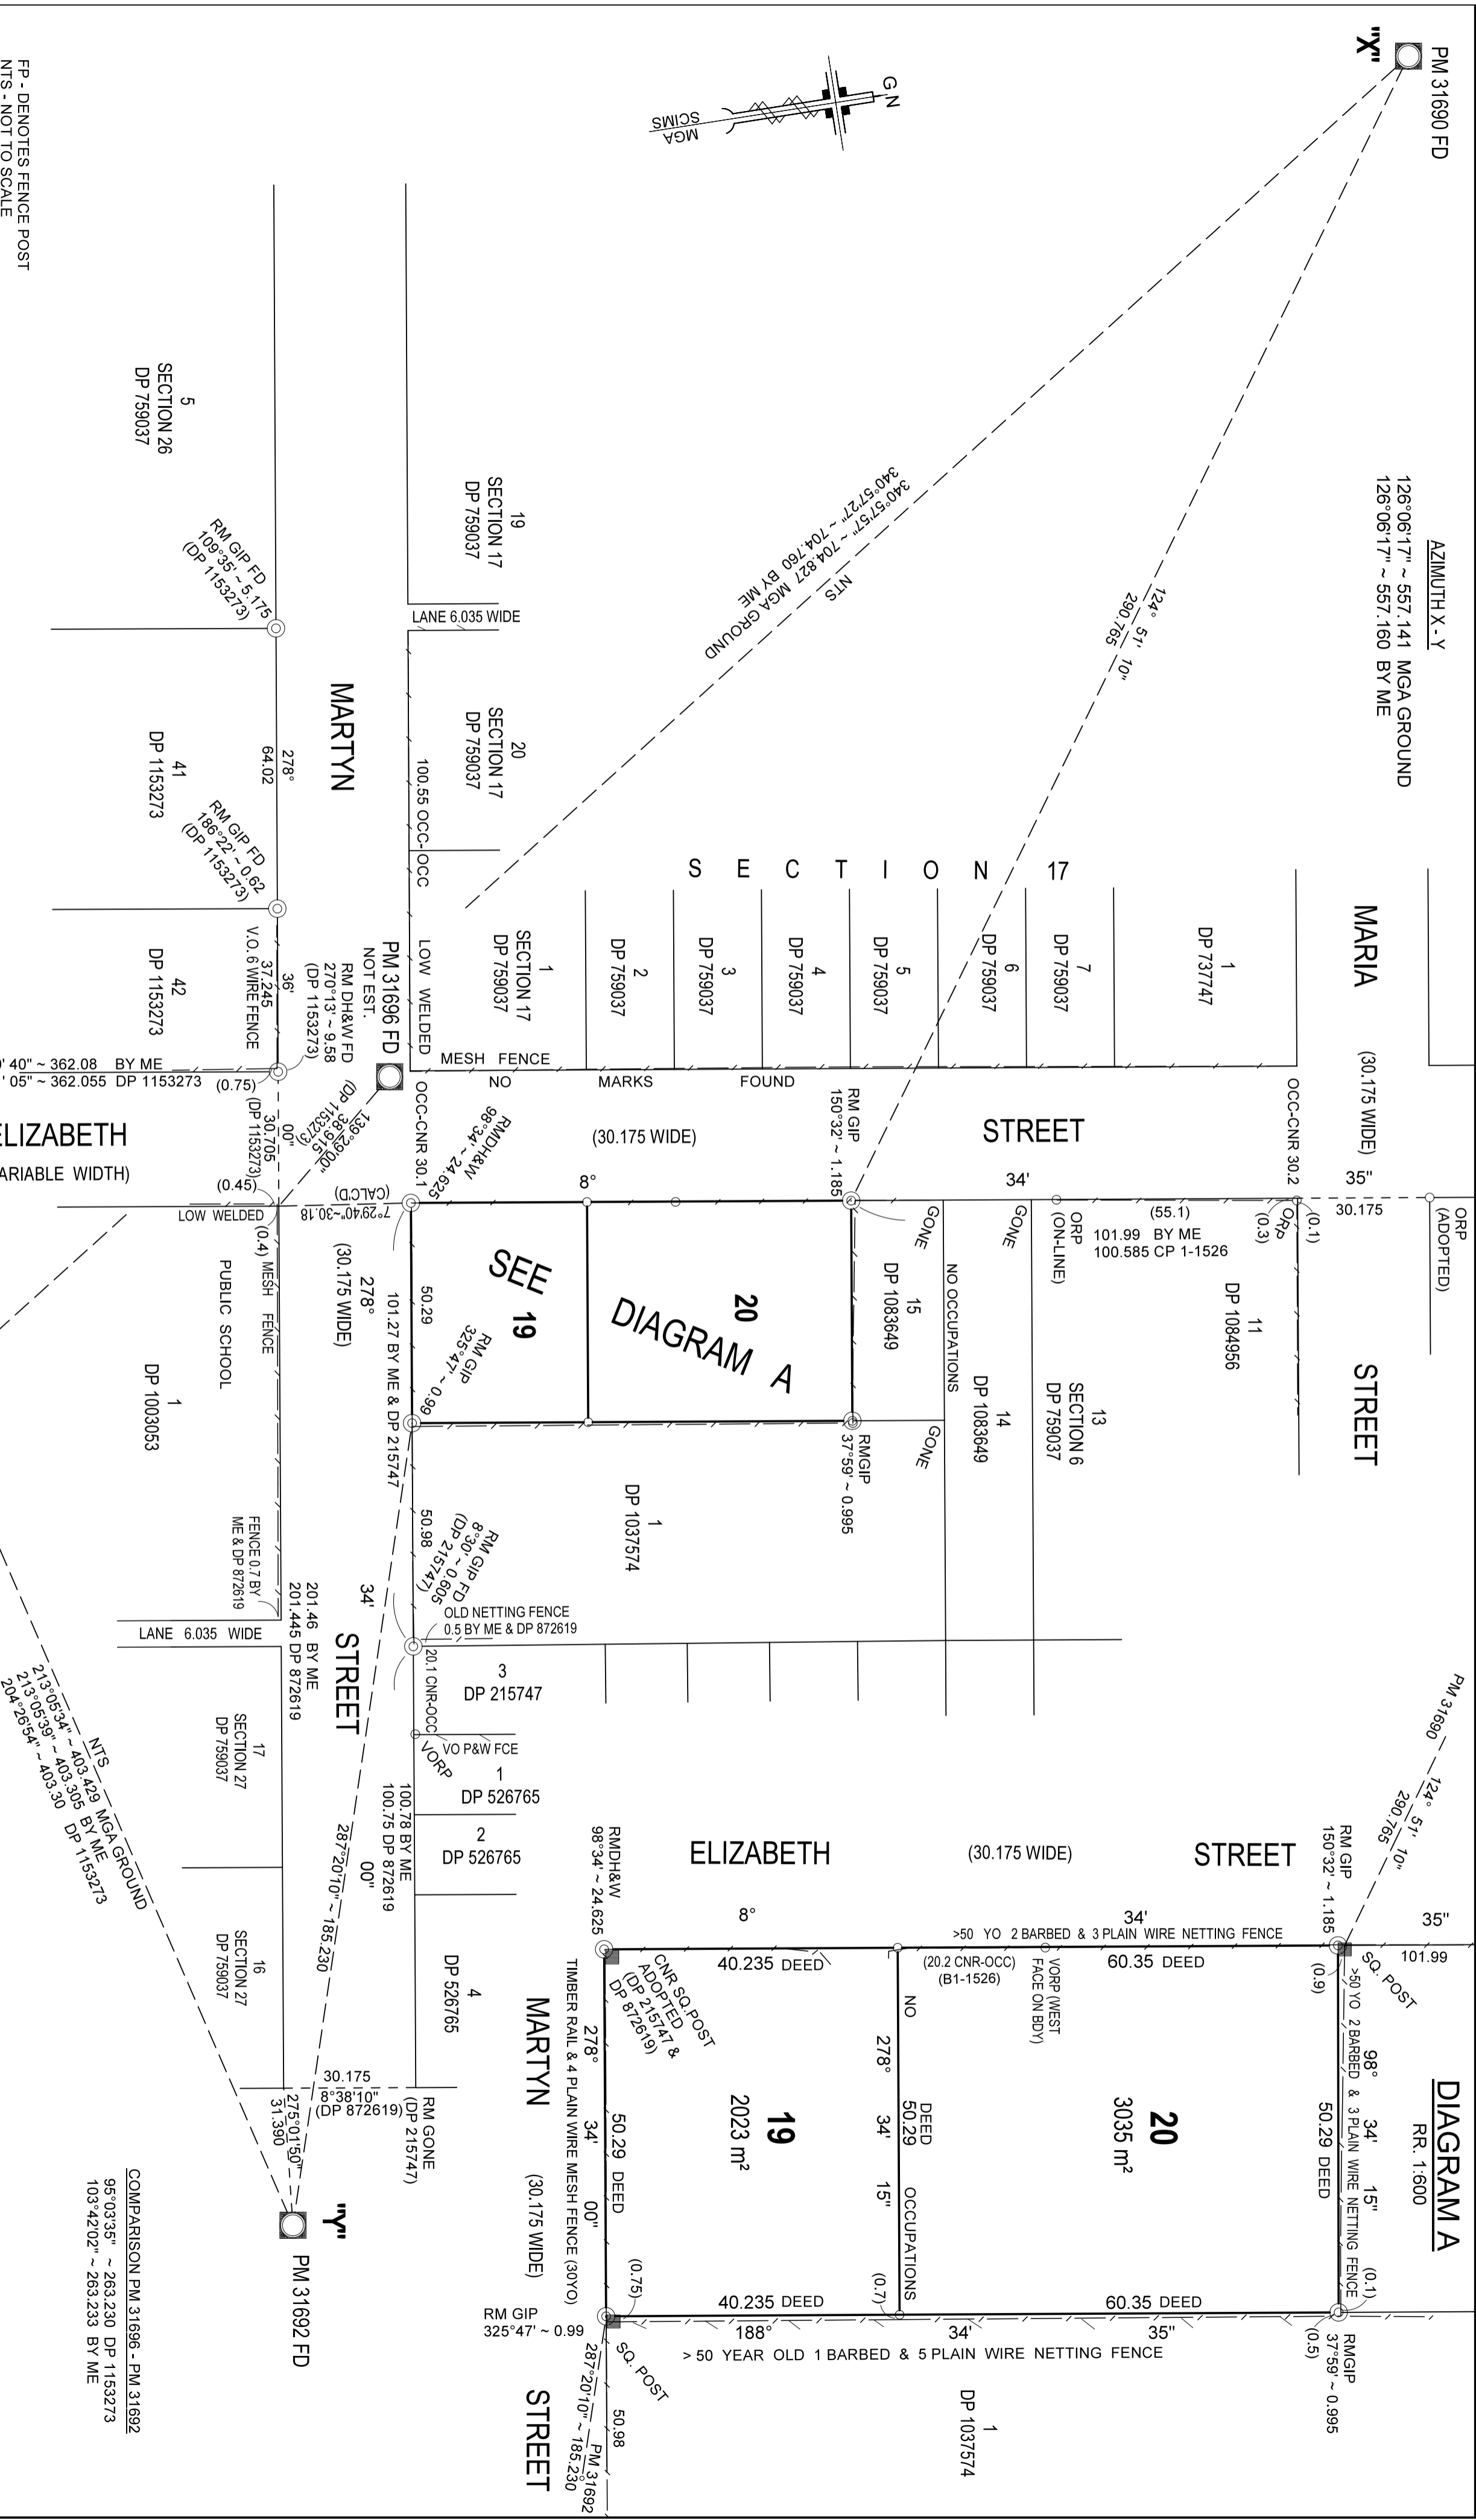 PM 31690 FD
"X"
AZIMUTH X - Y
126°06'17" ~ 557.141 MGA GROUND
126°06'17" ~ 557.160 BY ME
G N
MGA
SCIMS
124° 51' 10"
290.765
340°57'57" ~ 704.827 MGA GROUND
340°57'27" ~ 704.760 BY ME
NTS
FP - DENOTES FENCE POST
NTS - NOT TO SCALE
MARIA
(30.175 WIDE)
STREET
ORP
(ADOPTED)
35"
30.175
OCC-CNR 30.2
(0.1)
ORP
(0.3)
SECTION 17
1
DP 737747
7
DP 759037
6
DP 759037
5
DP 759037
4
DP 759037
3
DP 759037
2
DP 759037
1
SECTION 17
DP 759037
19
SECTION 17
DP 759037
20
SECTION 17
DP 759037
LANE 6.035 WIDE
100.55 OCC-OCC
LOW WELDED
MESH FENCE
NO MARKS FOUND
(30.175 WIDE)
STREET
RM GIP
150°32' ~ 1.185
34'
8°
ORP
(ON-LINE)
(55.1)
101.99 BY ME
100.585 CP 1-1526
11
DP 1084956
13
SECTION 6
DP 759037
14
DP 1083649
15
DP 1083649
NO OCCUPATIONS
GONE
GONE
GONE
RMGIP
37°59' ~ 0.995
SEE
DIAGRAM A
20
19
1
DP 1037574
50.29
RM GIP
325°47' ~ 0.99
RMDH&W
98°34' ~ 24.625
OCC-CNR 30.1
PM 31696 FD
NOT EST.
RM DH&W FD
270°13' ~ 9.58
(DP 1153273)
MARTYN
5
SECTION 26
DP 759037
RM GIP FD
109°35' ~ 5.175
(DP 1153273)
278°
64.02
41
DP 1153273
RM GIP FD
186°22' ~ 0.62
(DP 1153273)
36'
37.245
V.O. 6 WIRE FENCE
42
DP 1153273
' 40" ~ 362.08 BY ME
' 05" ~ 362.055 DP 1153273
(0.75)
00"
30.705
(DP 1153273)
139°29'00"
38.915
(DP 1153273)
(0.45)
7°29'40"~30.18
(CALC'D)
LIZABETH
ARIABLE WIDTH)
LOW WELDED
(0.4) MESH FENCE
PUBLIC SCHOOL
1
DP 1003053
(30.175 WIDE)
278°
101.27 BY ME & DP 215747
50.98
RM GIP FD
8°30' ~ 0.605
(DP 215747)
OLD NETTING FENCE
0.5 BY ME & DP 872619
FENCE 0.7 BY
ME & DP 872619
LANE 6.035 WIDE
201.46 BY ME
201.445 DP 872619
34'
STREET
20.1 CNR-OCC
3
DP 215747
VO P&W FCE
VORP
1
DP 526765
2
DP 526765
4
DP 526765
100.78 BY ME
100.75 DP 872619
00"
287°20'10" ~ 185.230
17
SECTION 27
DP 759037
16
SECTION 27
DP 759037
NTS
213°05'34" ~ 403.429 MGA GROUND
213°05'39" ~ 403.305 BY ME
204°26'54" ~ 403.30 DP 1153273
30.175
8°38'10"
(DP 872619)
RM GONE
(DP 215747)
275°01'50"
31.390
"Y"
PM 31692 FD
COMPARISON PM 31696 - PM 31692
95°03'35" ~ 263.230 DP 1153273
103°42'02" ~ 263.233 BY ME
DIAGRAM A
RR. 1:600
PM 31690
124° 51' 10"
290.765
RM GIP
150°32' ~ 1.185
35"
101.99
SQ. POST
(0.9)
>50 YO 2 BARBED & 3 PLAIN WIRE NETTING FENCE
98° 34' 15"
50.29 DEED
(0.1)
(0.5)
RMGIP
37°59' ~ 0.995
ELIZABETH
(30.175 WIDE)
STREET
8°
34'
>50 YO 2 BARBED & 3 PLAIN WIRE NETTING FENCE
40.235 DEED
(20.2 CNR-OCC)
(B1-1526)
60.35 DEED
VORP (WEST
FACE ON BDY)
20
3035 m²
NO OCCUPATIONS
278° 34' 15"
DEED
50.29
(0.7)
19
2023 m²
RMDH&W
98°34' ~ 24.625
CNR SQ.POST
ADOPTED
(DP 215747 &
DP 872619)
278° 34' 00"
50.29 DEED
TIMBER RAIL & 4 PLAIN WIRE MESH FENCE (30YO)
(0.75)
40.235 DEED
60.35 DEED
188° 34' 35"
> 50 YEAR OLD 1 BARBED & 5 PLAIN WIRE NETTING FENCE
1
DP 1037574
RM GIP
325°47' ~ 0.99
SQ. POST
50.98
287°20'10" ~ 185.230
PM 31692
MARTYN
(30.175 WIDE)
STREET